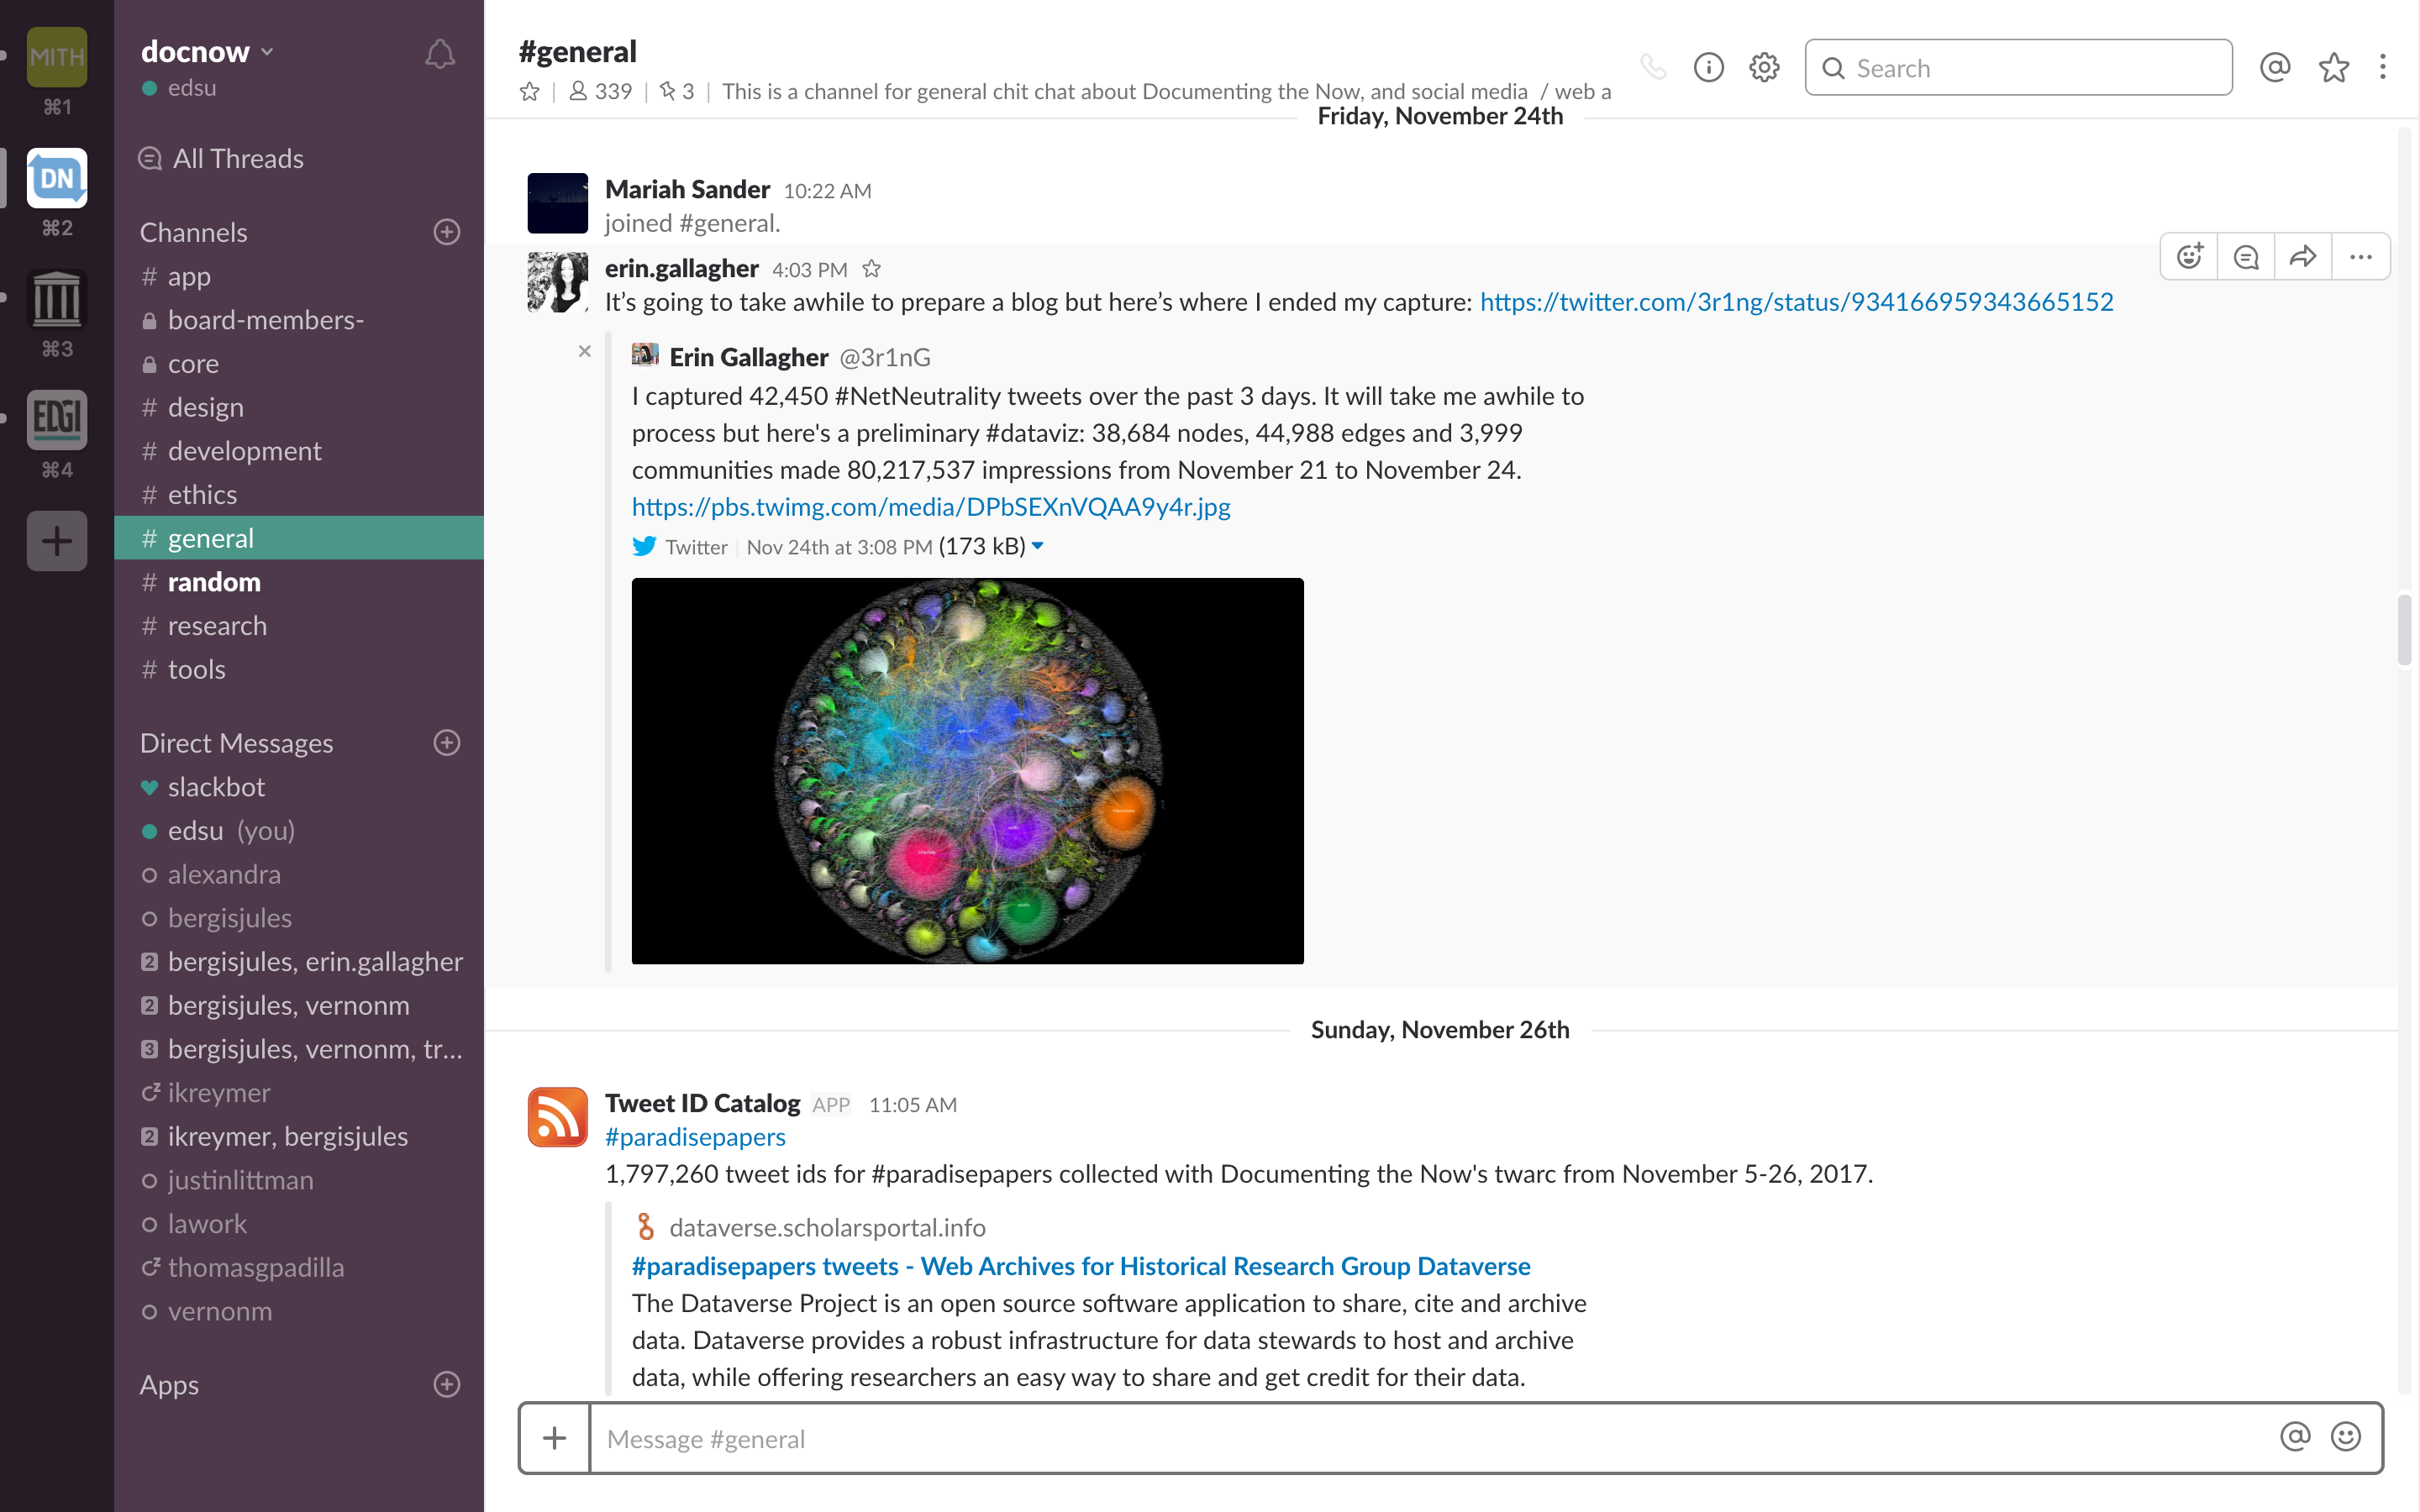 MITH
⌘1
DN
⌘2
⌘3
EDGI
⌘4
docnow
edsu
All Threads
Channels
# app
board-members-
core
# design
# development
# ethics
# general
# random
# research
# tools
Direct Messages
slackbot
edsu (you)
alexandra
bergisjules
2 bergisjules, erin.gallagher
2 bergisjules, vernonm
3 bergisjules, vernonm, tr...
ikreymer
2 ikreymer, bergisjules
justinlittman
lawork
thomasgpadilla
vernonm
Apps
#general
339 | 3 | This is a channel for general chit chat about Documenting the Now, and social media / web a
Search
Friday, November 24th
Mariah Sander 10:22 AM
joined #general.
erin.gallagher 4:03 PM
It’s going to take awhile to prepare a blog but here’s where I ended my capture: https://twitter.com/3r1ng/status/934166959343665152
Erin Gallagher @3r1nG
I captured 42,450 #NetNeutrality tweets over the past 3 days. It will take me awhile to
process but here's a preliminary #dataviz: 38,684 nodes, 44,988 edges and 3,999
communities made 80,217,537 impressions from November 21 to November 24.
https://pbs.twimg.com/media/DPbSEXnVQAA9y4r.jpg
Twitter | Nov 24th at 3:08 PM (173 kB)
Sunday, November 26th
Tweet ID Catalog APP 11:05 AM
#paradisepapers
1,797,260 tweet ids for #paradisepapers collected with Documenting the Now's twarc from November 5-26, 2017.
dataverse.scholarsportal.info
#paradisepapers tweets - Web Archives for Historical Research Group Dataverse
The Dataverse Project is an open source software application to share, cite and archive
data. Dataverse provides a robust infrastructure for data stewards to host and archive
data, while offering researchers an easy way to share and get credit for their data.
Message #general